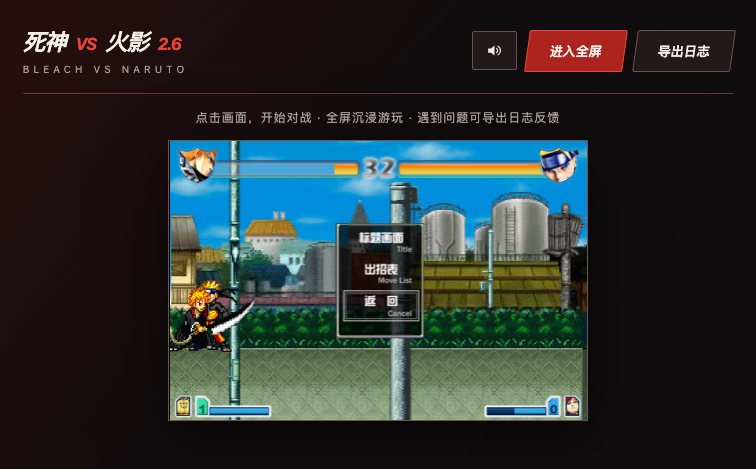 死神 VS 火影 2.6
BLEACH VS NARUTO
进入全屏
导出日志
点击画面，开始对战 · 全屏沉浸游玩 · 遇到问题可导出日志反馈
32
标题画面
Title
出招表
Move List
返 回
Cancel
1
0